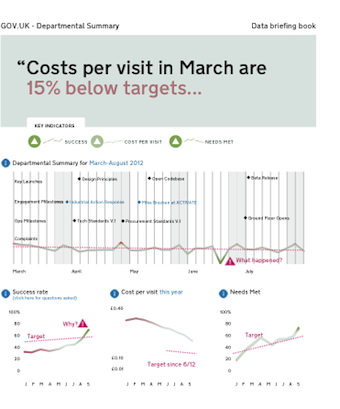 GOV.UK - Departmental Summary
Data briefing book
“Costs per visit in March are
15% below targets...
KEY INDICATORS
SUCCESS
COST PER VISIT
NEEDS MET
Departmental Summary for March-August 2012
Key Launches
Design Principles
Open Codebase
Beta Release
Engagement Milestones
Industrial Action Response
Mike Bracken at ACTIVATE
Ops Milestones
Tech Standards V.1
Procurement Standards V.1
Ground Floor Opens
Complaints
What happened?
March
April
May
June
July
Success rate
(click here for questions asked)
100%
80
60
40
20
0
Target
Why?
J F M A M J J A S
Cost per visit this year
£0.40
£0.10
£0.01
Target since 6/12
J F M A M J J A S
Needs Met
100%
80
60
40
20
0
Target
J F M A M J J A S